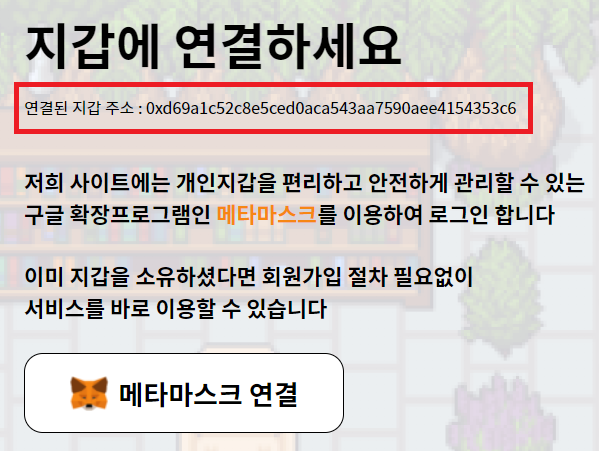 지갑에 연결하세요
연결된 지갑 주소 : 0xd69a1c52c8e5ced0aca543aa7590aee4154353c6
저희 사이트에는 개인지갑을 편리하고 안전하게 관리할 수 있는
구글 확장프로그램인 메타마스크를 이용하여 로그인 합니다
이미 지갑을 소유하셨다면 회원가입 절차 필요없이
서비스를 바로 이용할 수 있습니다
메타마스크 연결